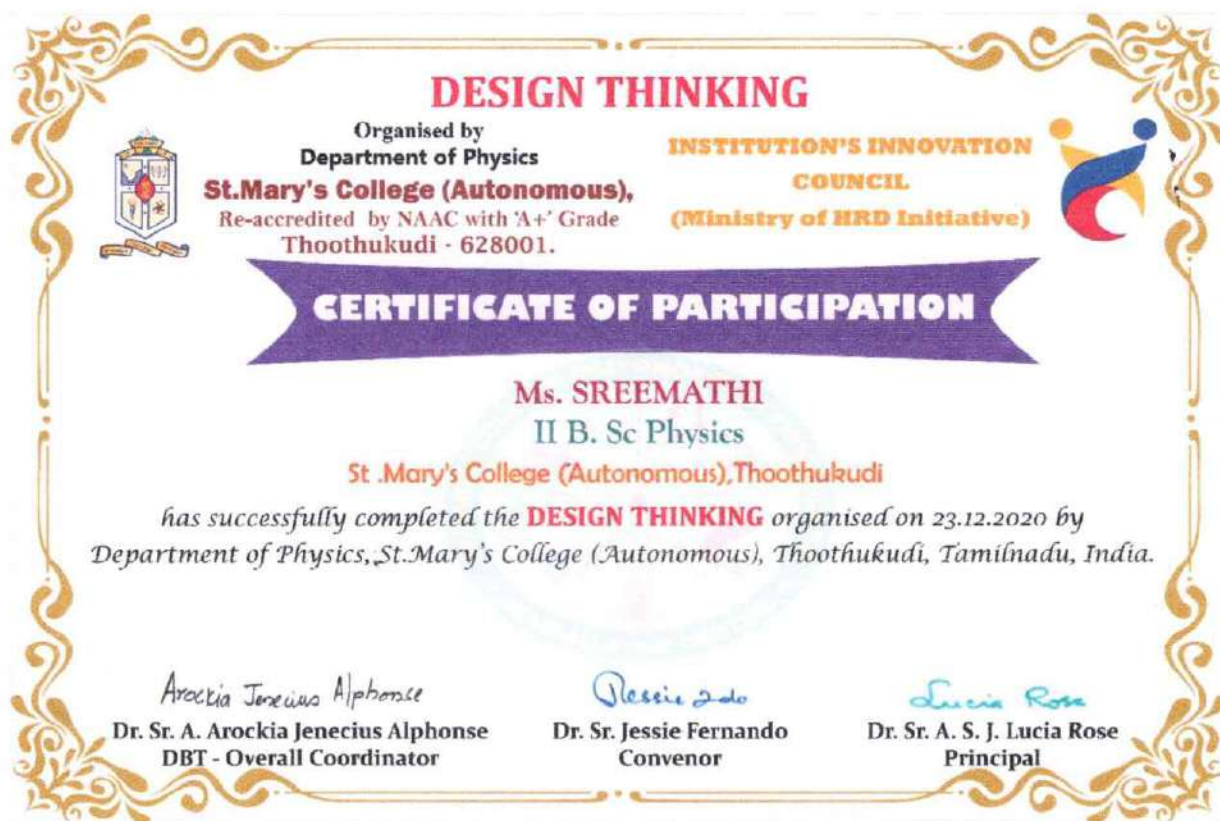 DESIGN THINKING
Organised by
Department of Physics
St.Mary's College (Autonomous),
Re-accredited by NAAC with 'A+' Grade
Thoothukudi - 628001.
INSTITUTION'S INNOVATION
COUNCIL
(Ministry of HRD Initiative)
CERTIFICATE OF PARTICIPATION
Ms. SREEMATHI
II B. Sc Physics
St .Mary's College (Autonomous),Thoothukudi
has successfully completed the DESIGN THINKING organised on 23.12.2020 by
Department of Physics, St.Mary's College (Autonomous), Thoothukudi, Tamilnadu, India.
Arockia Jenecius Alphonse
Dr. Sr. A. Arockia Jenecius Alphonse
DBT - Overall Coordinator
Jessie
Dr. Sr. Jessie Fernando
Convenor
Lucia Rose
Dr. Sr. A. S. J. Lucia Rose
Principal